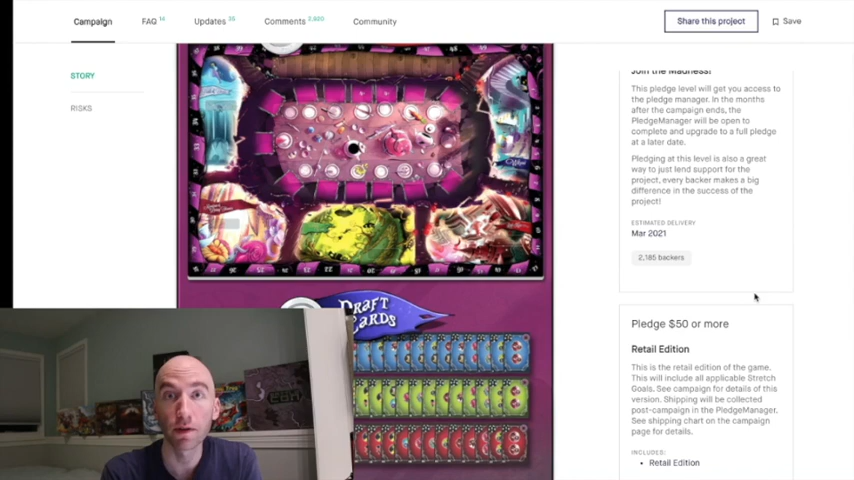 Campaign
FAQ 14
Updates 35
Comments 2,800
Community
Share this project
Save
STORY
RISKS
Join the Madness!
This pledge level will get you access to
the pledge manager. In the months
after the campaign ends, the
PledgeManager will be open to
complete and upgrade to a full pledge
at a later date.
Pledging at this level is also a great
way to just lend support for the
project, every backer makes a big
difference in the success of the
project!
ESTIMATED DELIVERY
Mar 2021
2,185 backers
DRAFT
CARDS
Pledge $50 or more
Retail Edition
This is the retail edition of the game.
This will include all applicable Stretch
Goals. See campaign for details of this
version. Shipping will be collected
post-campaign in the PledgeManager.
See shipping chart on the campaign
page for details.
INCLUDES:
• Retail Edition